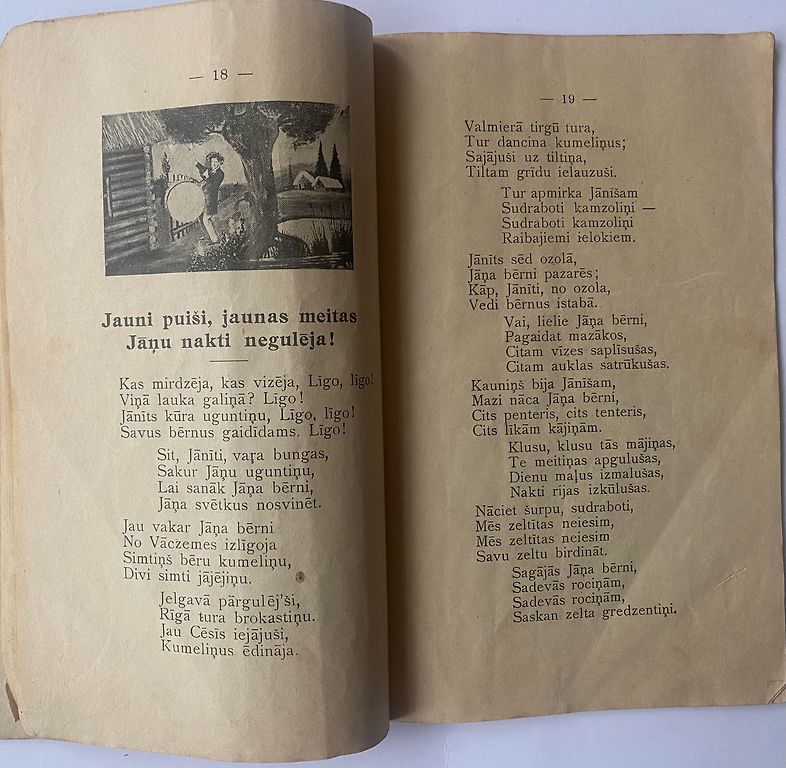 — 18 —
Jauni puiši, jaunas meitas
Jāņu nakti negulēja!
Kas mirdzēja, kas vizēja, Līgo, līgo!
Viņā lauka galiņā? Līgo!
Jānīts kūra uguntiņu, Līgo, līgo!
Savus bērnus gaidīdams. Līgo!
Sit, Jānīti, vaŗa bungas,
Sakur Jāņu uguntiņu,
Lai sanāk Jāņa bērni,
Jāņa svētkus nosvinēt.
Jau vakar Jāņa bērni
No Vāczemes izlīgoja
Simtiņš bēru kumeliņu,
Divi simti jājējiņu.
Jelgavā pārgulēj'ši,
Rīgā tura brokastiņu.
Jau Cēsīs iejājuši,
Kumeliņus ēdināja.
— 19 —
Valmierā tirgū tura,
Tur dancina kumeliņus;
Sajājuši uz tiltiņa,
Tiltam grīdu ielauzuši.
Tur apmirka Jānīšam
Sudraboti kamzoliņi —
Sudraboti kamzoliņi
Raibajiemi ielokiem.
Jānīts sēd ozolā,
Jāņa bērni pazarēs;
Kāp, Jānīti, no ozola,
Vedi bērnus istabā.
Vai, lielie Jāņa bērni,
Pagaidat mazākos,
Citam vīzes saplīsušas,
Citam auklas satrūkušas.
Kauniņš bija Jānīšam,
Mazi nāca Jāņa bērni,
Cits penteris, cits tenteris,
Cits līkām kājiņām.
Klusu, klusu tās mājiņas,
Te meitiņas apgulušas,
Dienu maļus izmalušas,
Nakti rijas izkūlušas.
Nāciet šurpu, sudraboti,
Mēs zeltītas neiesim,
Mēs zeltītas neiesim
Savu zeltu birdināt.
Sagājās Jāņa bērni,
Sadevās rociņām,
Sadevās rociņām,
Saskan zelta gredzentiņi.